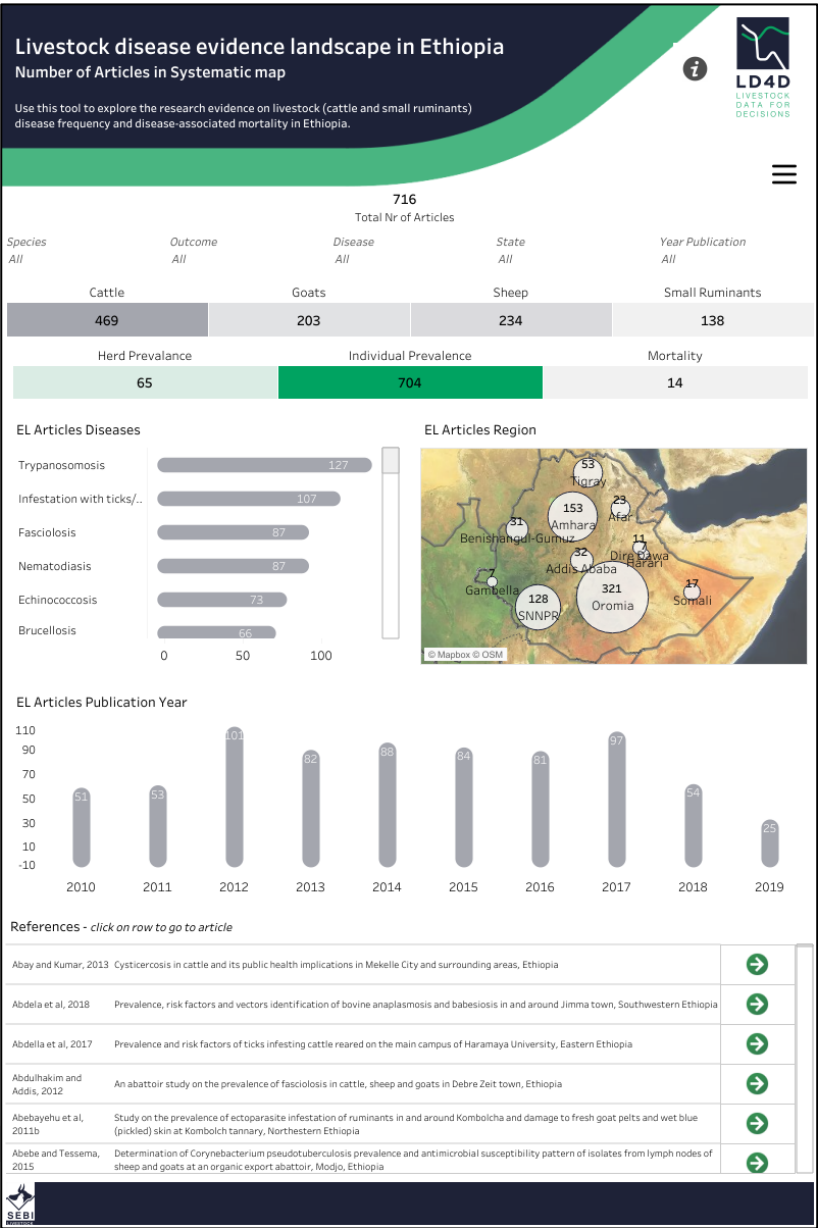 Livestock disease evidence landscape in Ethiopia
Number of Articles in Systematic map
Use this tool to explore the research evidence on livestock (cattle and small ruminants)
disease frequency and disease-associated mortality in Ethiopia.
i
LD4D
LIVESTOCK
DATA FOR
DECISIONS
716
Total Nr of Articles
Species Outcome Disease State Year Publication
All All All All All
Cattle Goats Sheep Small Ruminants
469 203 234 138
Herd Prevalance Individual Prevalence Mortality
65 704 14
EL Articles Diseases
Trypanosomosis 127
Infestation with ticks/.. 107
Fasciolosis 87
Nematodiasis 87
Echinococcosis 73
Brucellosis 66
0 50 100
EL Articles Region
53
Tigray
153
Amhara
23
Afar
31
Benishangul-Gumuz
11
Dire Dawa
7
Harari
32
Addis Ababa
7
Gambella
128
SNNPR
321
Oromia
17
Somali
© Mapbox © OSM
EL Articles Publication Year
110
90
70
50
30
10
-10
51 53 101 82 88 84 81 97 54 25
2010 2011 2012 2013 2014 2015 2016 2017 2018 2019
References - click on row to go to article
Abay and Kumar, 2013 Cysticercosis in cattle and its public health implications in Mekelle City and surrounding areas, Ethiopia
Abdela et al, 2018 Prevalence, risk factors and vectors identification of bovine anaplasmosis and babesiosis in and around Jimma town, Southwestern Ethiopia
Abdella et al, 2017 Prevalence and risk factors of ticks infesting cattle reared on the main campus of Haramaya University, Eastern Ethiopia
Abdulhakim and
Addis, 2012
An abattoir study on the prevalence of fasciolosis in cattle, sheep and goats in Debre Zeit town, Ethiopia
Abebayehu et al,
2011b
Study on the prevalence of ectoparasite infestation of ruminants in and around Kombolcha and damage to fresh goat pelts and wet blue
(pickled) skin at Kombolch tannary, Northestern Ethiopia
Abebe and Tessema,
2015
Determination of Corynebacterium pseudotuberculosis prevalence and antimicrobial susceptibility pattern of isolates from lymph nodes of
sheep and goats at an organic export abattoir, Modjo, Ethiopia
SEBI
LIVESTOCK